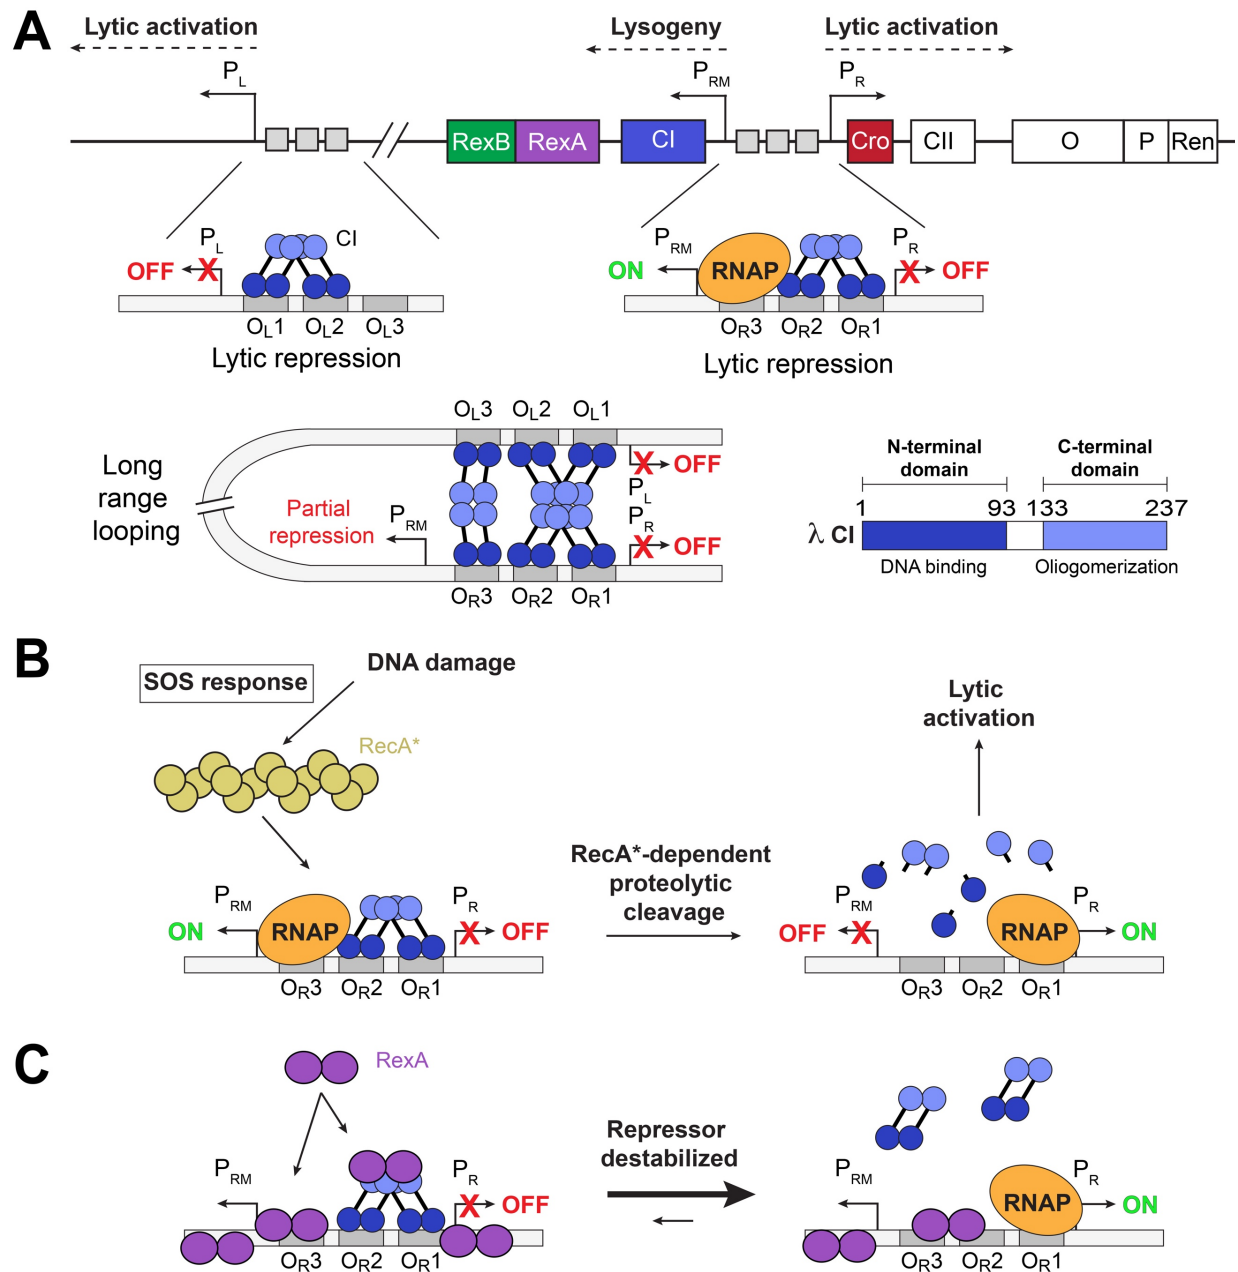 A
Lytic activation
Lysogeny
Lytic activation
PL
PRM
PR
RexB
RexA
CI
Cro
CII
O
P
Ren
PL
CI
OFF
X
OL1
OL2
OL3
Lytic repression
PRM
PR
ON
RNAP
X
OFF
OR3
OR2
OR1
Lytic repression
Long
range
looping
OL3
OL2
OL1
X
OFF
PL
Partial
repression
PRM
PR
X
OFF
OR3
OR2
OR1
N-terminal
domain
C-terminal
domain
1
93
133
237
λ CI
DNA binding
Oliogomerization
B
SOS response
DNA damage
RecA*
PRM
PR
ON
RNAP
X
OFF
OR3
OR2
OR1
RecA*-dependent
proteolytic
cleavage
Lytic
activation
PRM
PR
OFF
X
RNAP
ON
OR3
OR2
OR1
C
RexA
PRM
PR
X
OFF
OR3
OR2
OR1
Repressor
destabilized
PRM
PR
RNAP
ON
OR3
OR2
OR1